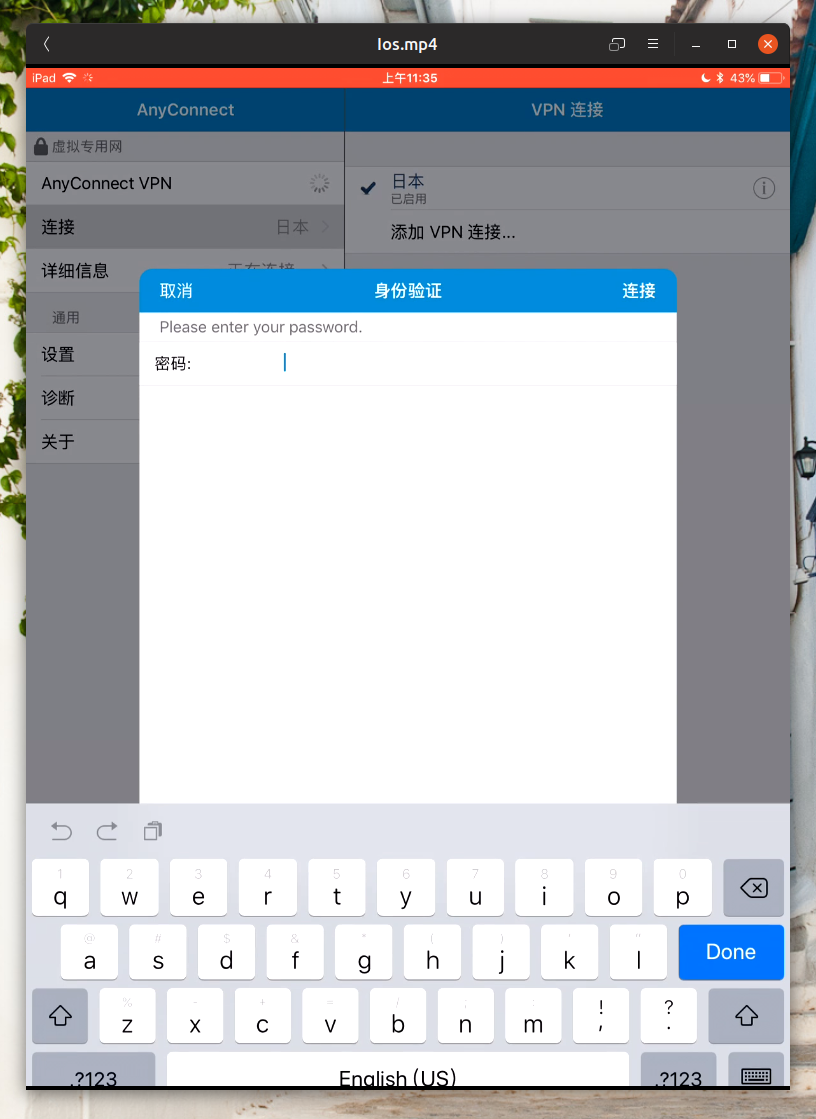 Ios.mp4
iPad
上午11:35
43%
AnyConnect
VPN 连接
虚拟专用网
AnyConnect VPN
日本
已启用
连接
日本
添加 VPN 连接...
详细信息
正在连接
取消
身份验证
连接
通用
Please enter your password.
设置
密码:
诊断
关于
1 2 3 4 5 6 7 8 9 0
q w e r t y u i o p
@ # $ & * ( ) ' "
a s d f g h j k l
Done
% - + = / ; :
z x c v b n m ! , ? .
.?123
English (US)
.?123